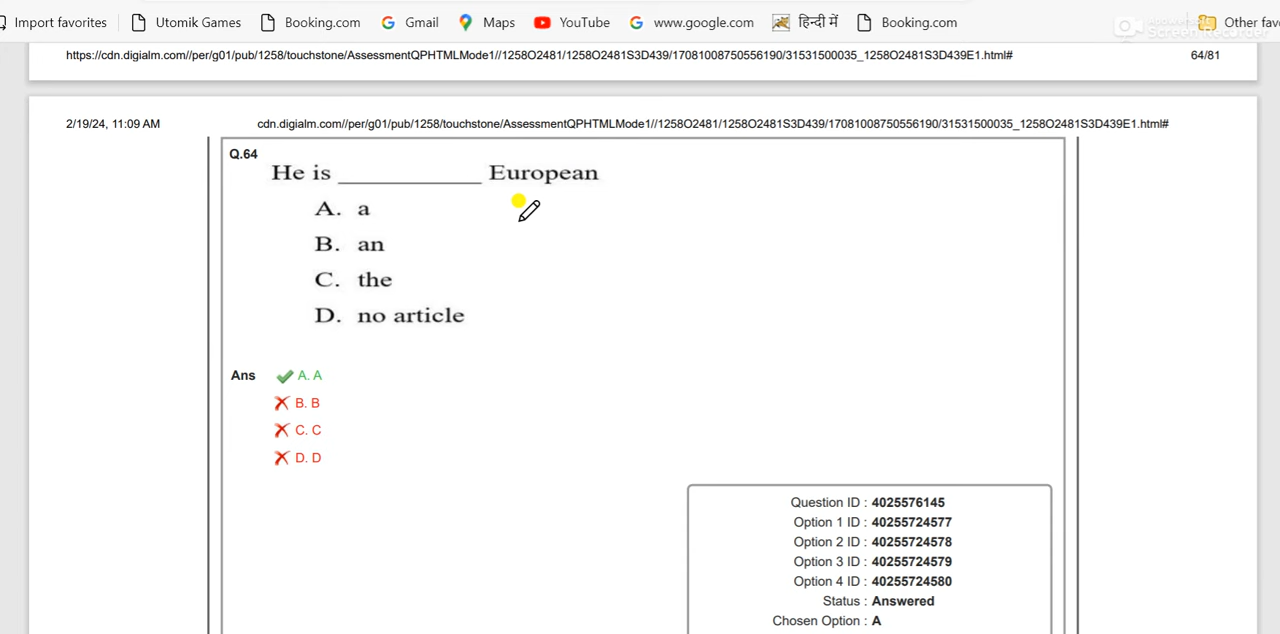 Import favorites Utomik Games Booking.com Gmail Maps YouTube www.google.com हिन्दी में Booking.com Other fav
https://cdn.digialm.com//per/g01/pub/1258/touchstone/AssessmentQPHTMLMode1//1258O2481/1258O2481S3D439/17081008750556190/31531500035_1258O2481S3D439E1.html# 64/81
2/19/24, 11:09 AM cdn.digialm.com//per/g01/pub/1258/touchstone/AssessmentQPHTMLMode1//1258O2481/1258O2481S3D439/17081008750556190/31531500035_1258O2481S3D439E1.html#
Q.64
He is ____________ European
A. a
B. an
C. the
D. no article
Ans A. A
B. B
C. C
D. D
Question ID : 4025576145
Option 1 ID : 40255724577
Option 2 ID : 40255724578
Option 3 ID : 40255724579
Option 4 ID : 40255724580
Status : Answered
Chosen Option : A